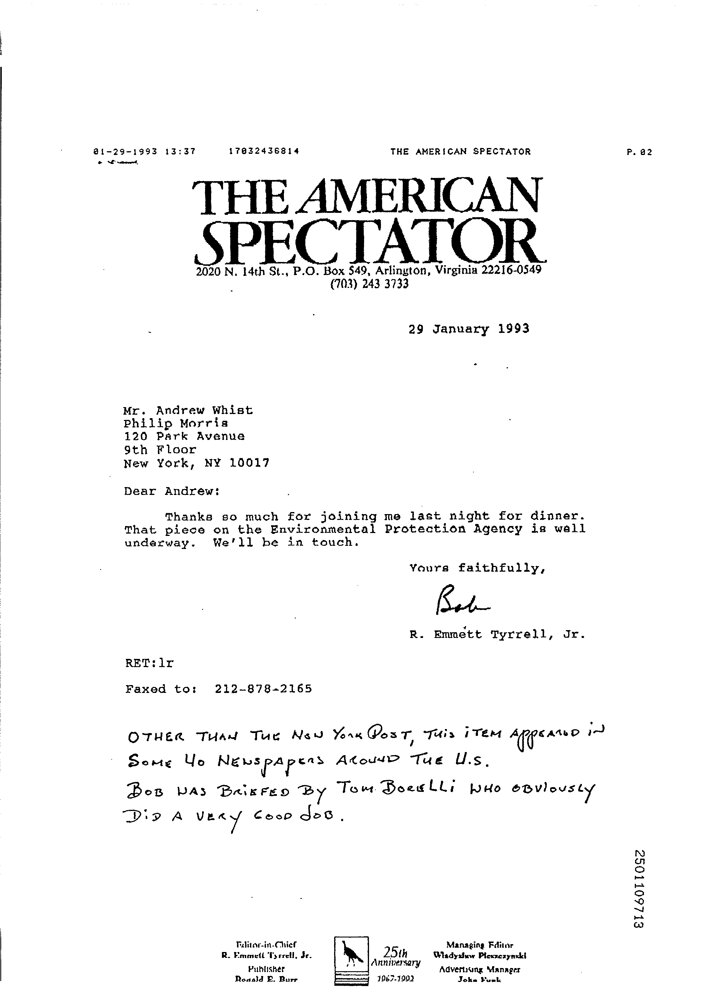 01-29-1993 13:37 17032436814 THE AMERICAN SPECTATOR P.02
THE AMERICAN
SPECTATOR
2020 N. 14th St., P.O. Box 549, Arlington, Virginia 22216-0549
(703) 243 3733
29 January 1993
Mr. Andrew Whist
Philip Morris
120 Park Avenue
9th Floor
New York, NY 10017
Dear Andrew:
Thanks so much for joining me last night for dinner.
That piece on the Environmental Protection Agency is well
underway. We'll be in touch.
Yours faithfully,
Bob
R. Emmett Tyrrell, Jr.
RET:lr
Faxed to: 212-878-2165
OTHER THAN THE NEW YORK POST, THIS ITEM APPEARED IN
SOME 40 NEWSPAPERS AROUND THE U.S.
BOB WAS BRIEFED BY TOM BORELLI WHO OBVIOUSLY
DID A VERY GOOD JOB.
2501109713
Editor-in-Chief
R. Emmett Tyrrell, Jr.
Publisher
Ronald E. Burr
25th
Anniversary
1967-1992
Managing Editor
Wladyslaw Pleszczynski
Advertising Manager
John Funk